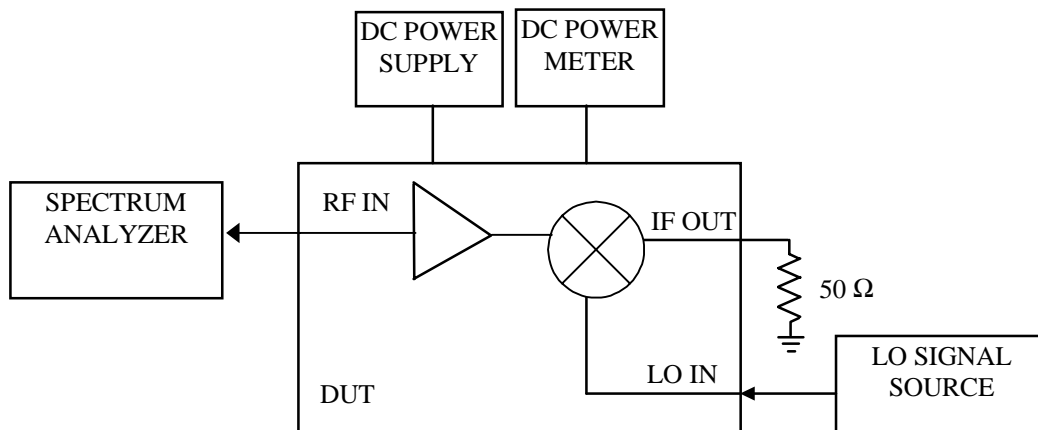 DC POWER
SUPPLY
DC POWER
METER
SPECTRUM
ANALYZER
RF IN
IF OUT
50 Ω
LO IN
LO SIGNAL
SOURCE
DUT